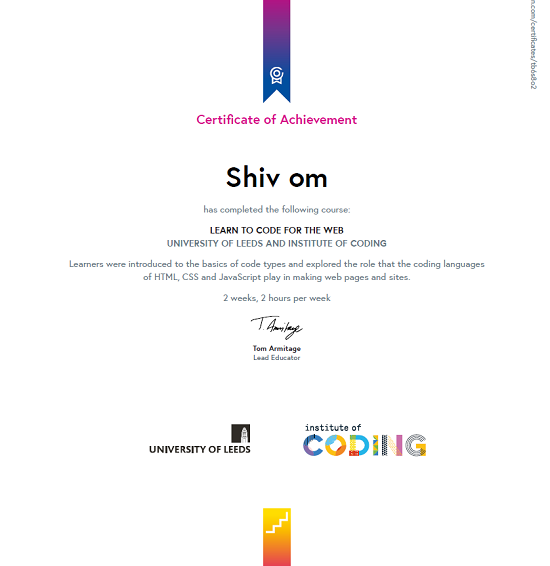 Certificate of Achievement
Shiv om
has completed the following course:
LEARN TO CODE FOR THE WEB
UNIVERSITY OF LEEDS AND INSTITUTE OF CODING
Learners were introduced to the basics of code types and explored the role that the coding languages
of HTML, CSS and JavaScript play in making web pages and sites.
2 weeks, 2 hours per week
T. Armitage
Tom Armitage
Lead Educator
UNIVERSITY OF LEEDS
institute of
CODING
n.com/certificates/tb6s8o2